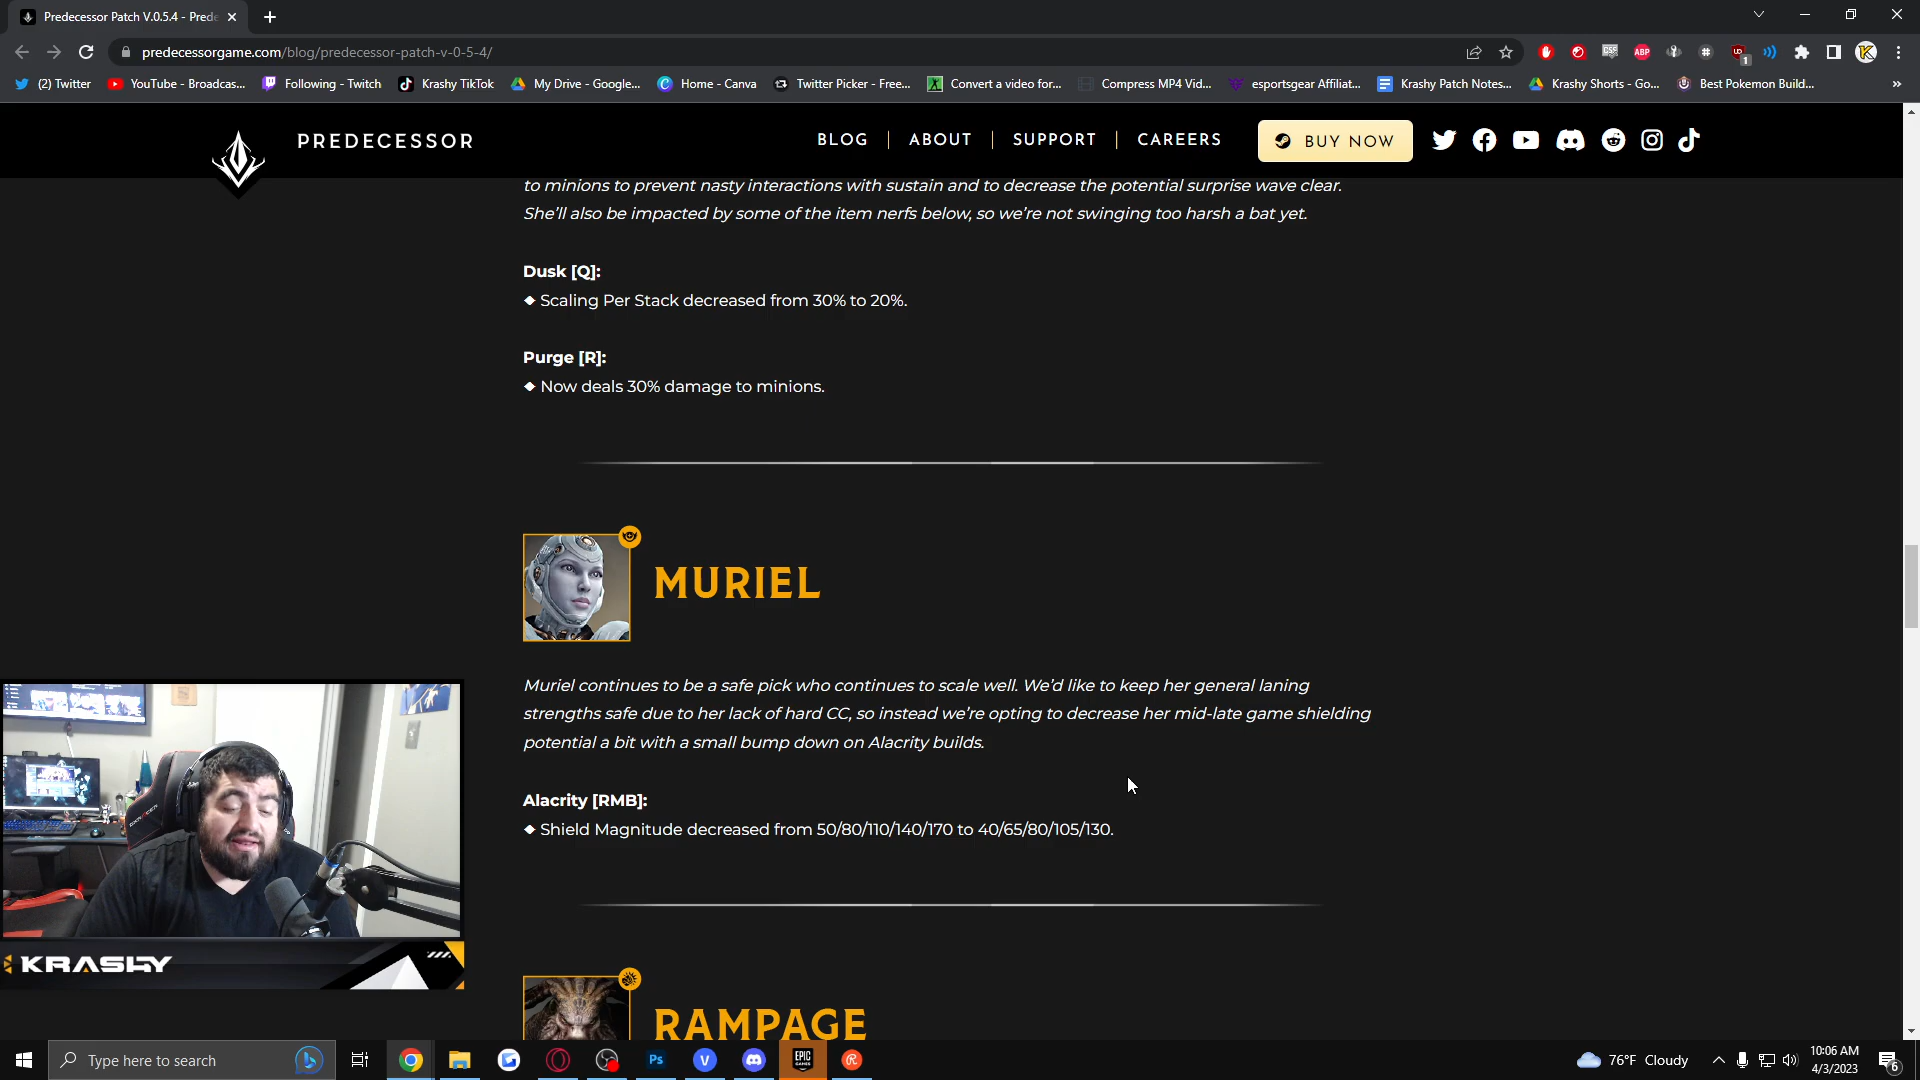 Predecessor Patch V.0.5.4 - Prede
predecessorgame.com/blog/predecessor-patch-v-0-5-4/
(2) Twitter
YouTube - Broadcas...
Following - Twitch
Krashy TikTok
My Drive - Google...
Home - Canva
Twitter Picker - Free...
Convert a video for...
Compress MP4 Vid...
esportsgear Affiliat...
Krashy Patch Notes...
Krashy Shorts - Go...
Best Pokemon Build...
PREDECESSOR
BLOG
ABOUT
SUPPORT
CAREERS
BUY NOW
to minions to prevent nasty interactions with sustain and to decrease the potential surprise wave clear.
She'll also be impacted by some of the item nerfs below, so we're not swinging too harsh a bat yet.
Dusk [Q]:
◆ Scaling Per Stack decreased from 30% to 20%.
Purge [R]:
◆ Now deals 30% damage to minions.
MURIEL
Muriel continues to be a safe pick who continues to scale well. We'd like to keep her general laning
strengths safe due to her lack of hard CC, so instead we're opting to decrease her mid-late game shielding
potential a bit with a small bump down on Alacrity builds.
Alacrity [RMB]:
◆ Shield Magnitude decreased from 50/80/110/140/170 to 40/65/80/105/130.
KRASHY
RAMPAGE
Type here to search
Ps
EPIC
GAMES
76°F Cloudy
10:06 AM
4/3/2023
6